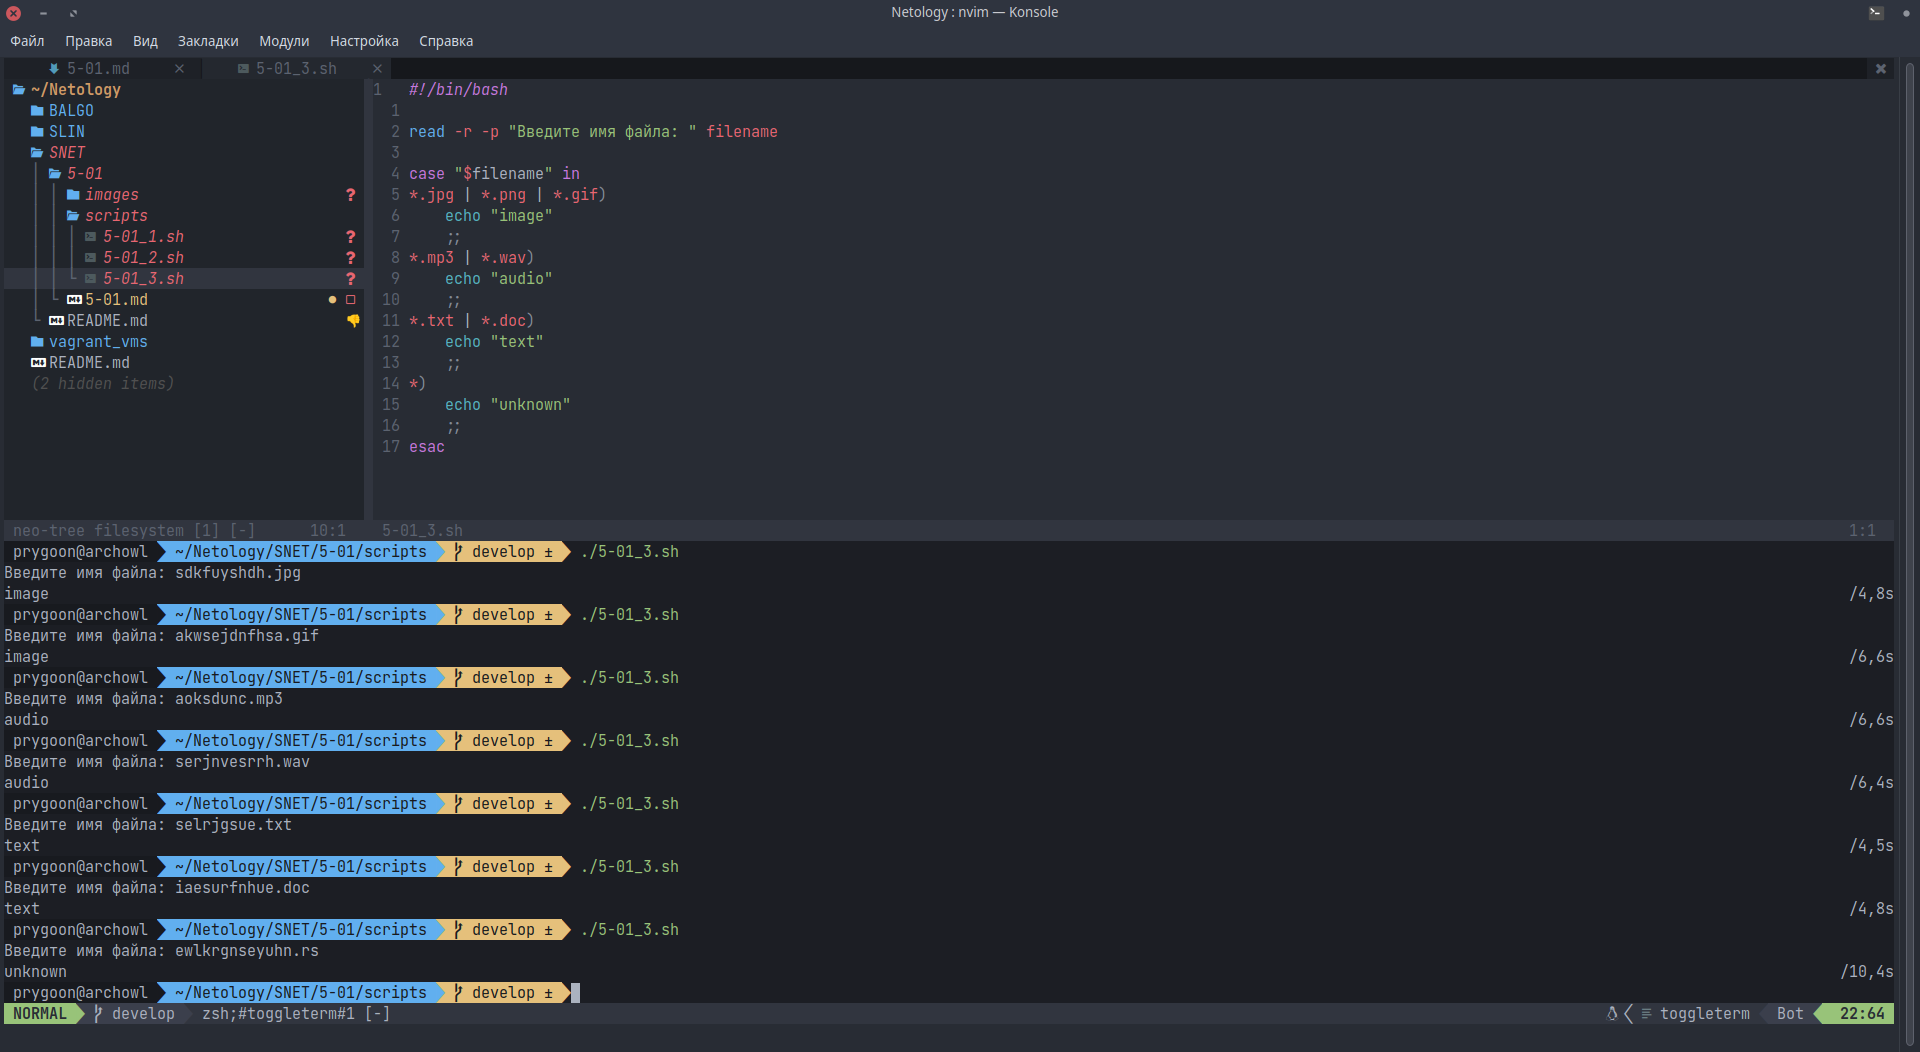 Netology : nvim — Konsole
Файл Правка Вид Закладки Модули Настройка Справка
5-01.md 5-01_3.sh
~/Netology
BALGO
SLIN
SNET
5-01
images ?
scripts
5-01_1.sh ?
5-01_2.sh ?
5-01_3.sh ?
5-01.md
README.md
vagrant_vms
README.md
(2 hidden items)
1 #!/bin/bash
1
2 read -r -p "Введите имя файла: " filename
3
4 case "$filename" in
5 *.jpg | *.png | *.gif)
6 echo "image"
7 ;;
8 *.mp3 | *.wav)
9 echo "audio"
10 ;;
11 *.txt | *.doc)
12 echo "text"
13 ;;
14 *)
15 echo "unknown"
16 ;;
17 esac
neo-tree filesystem [1] [-] 10:1 5-01_3.sh 1:1
prygoon@archowl ~/Netology/SNET/5-01/scripts develop ± ./5-01_3.sh
Введите имя файла: sdkfuyshdh.jpg
image /4,8s
prygoon@archowl ~/Netology/SNET/5-01/scripts develop ± ./5-01_3.sh
Введите имя файла: akwsejdnfhsa.gif
image /6,6s
prygoon@archowl ~/Netology/SNET/5-01/scripts develop ± ./5-01_3.sh
Введите имя файла: aoksdunc.mp3
audio /6,6s
prygoon@archowl ~/Netology/SNET/5-01/scripts develop ± ./5-01_3.sh
Введите имя файла: serjnvesrrh.wav
audio /6,4s
prygoon@archowl ~/Netology/SNET/5-01/scripts develop ± ./5-01_3.sh
Введите имя файла: selrjgsue.txt
text /4,5s
prygoon@archowl ~/Netology/SNET/5-01/scripts develop ± ./5-01_3.sh
Введите имя файла: iaesurfnhue.doc
text /4,8s
prygoon@archowl ~/Netology/SNET/5-01/scripts develop ± ./5-01_3.sh
Введите имя файла: ewlkrgnseyuhn.rs
unknown /10,4s
prygoon@archowl ~/Netology/SNET/5-01/scripts develop ±
NORMAL develop zsh;#toggleterm#1 [-] toggleterm Bot 22:64